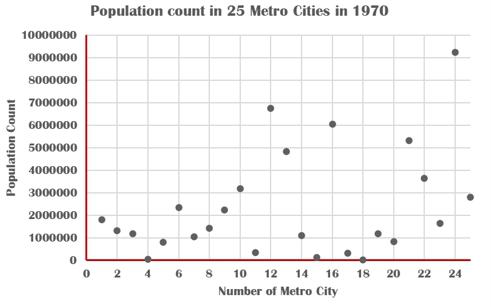 Population count in 25 Metro Cities in 1970
Population Count
10000000
9000000
8000000
7000000
6000000
5000000
4000000
3000000
2000000
1000000
0
0 2 4 6 8 10 12 14 16 18 20 22 24
Number of Metro City